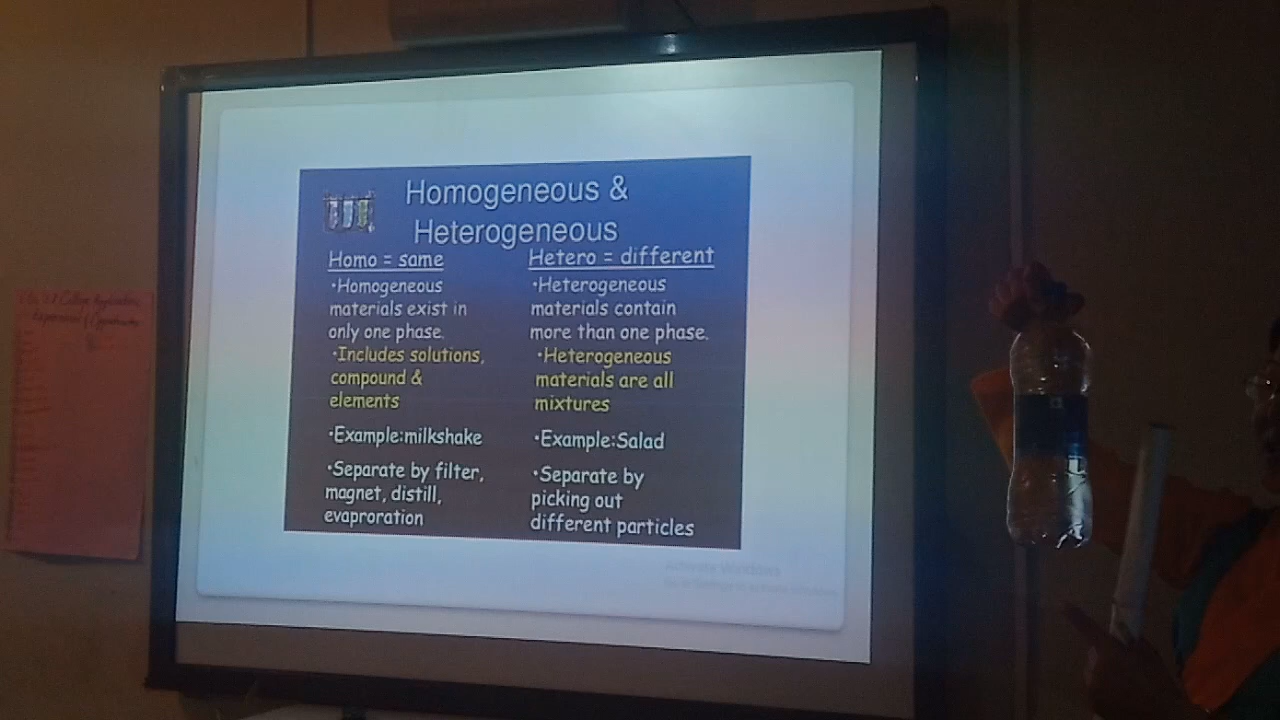 Homogeneous &
Heterogeneous
Homo = same
•Homogeneous
materials exist in
only one phase.
•Includes solutions,
compound &
elements
•Example:milkshake
•Separate by filter,
magnet, distill,
evaproration
Hetero = different
•Heterogeneous
materials contain
more than one phase.
•Heterogeneous
materials are all
mixtures
•Example:Salad
•Separate by
picking out
different particles
Activate Windows